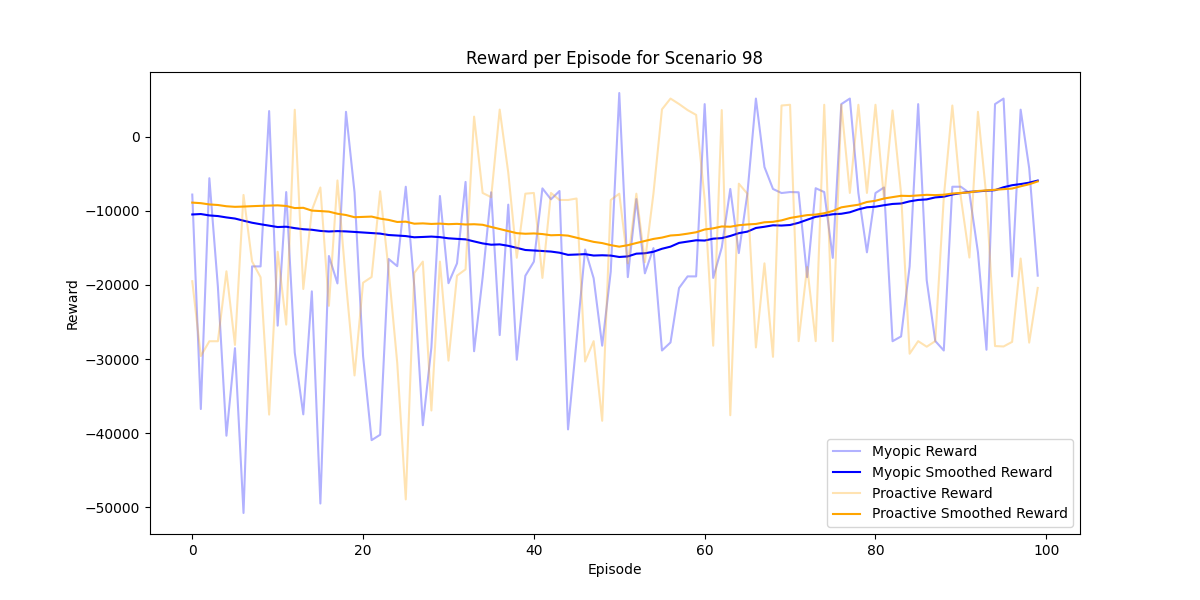 Reward per Episode for Scenario 98
Reward
0
−10000
−20000
−30000
−40000
−50000
0 20 40 60 80 100
Episode
Myopic Reward
Myopic Smoothed Reward
Proactive Reward
Proactive Smoothed Reward